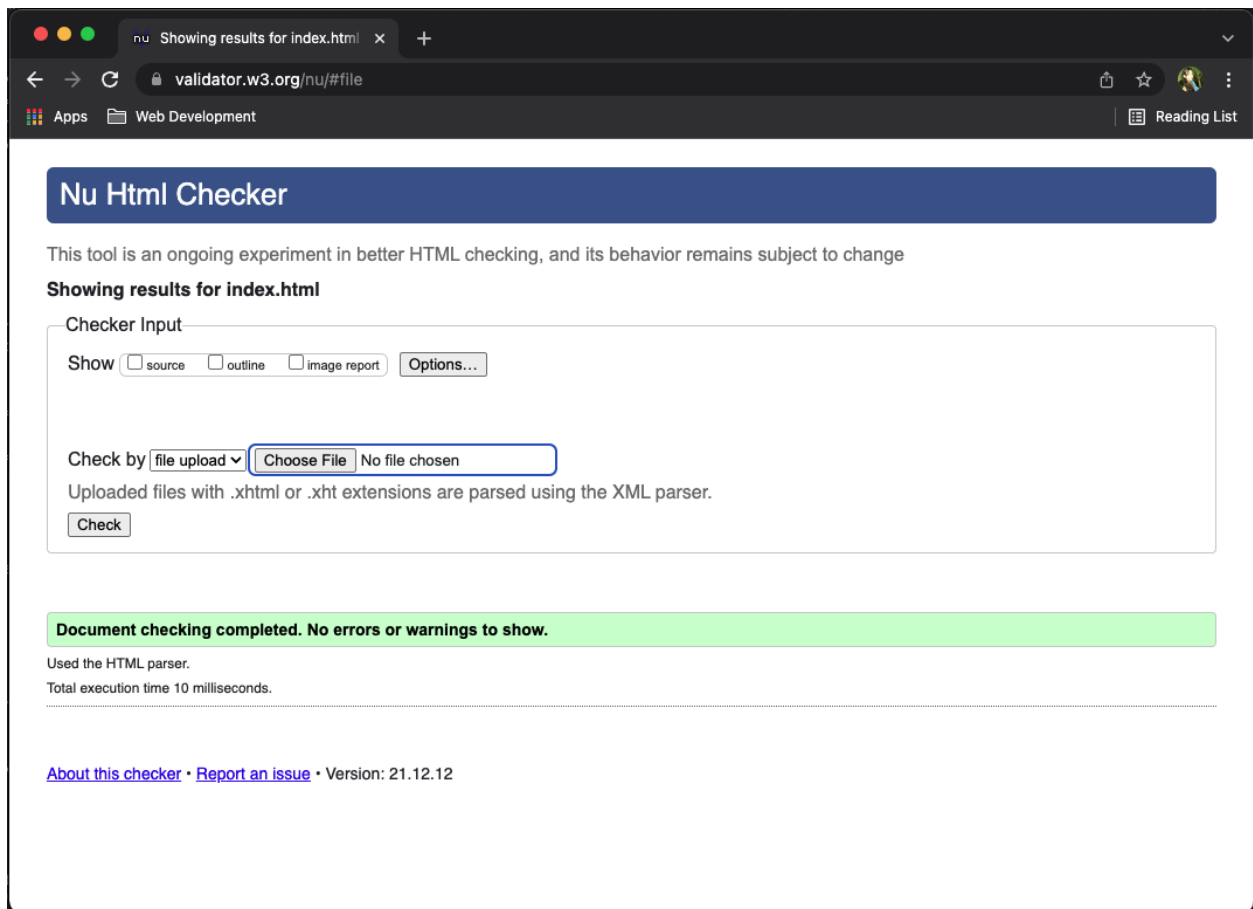 nu Showing results for index.html
validator.w3.org/nu/#file
Apps Web Development Reading List
Nu Html Checker
This tool is an ongoing experiment in better HTML checking, and its behavior remains subject to change
Showing results for index.html
Checker Input
Show source outline image report Options…
Check by file upload Choose File No file chosen
Uploaded files with .xhtml or .xht extensions are parsed using the XML parser.
Check
Document checking completed. No errors or warnings to show.
Used the HTML parser.
Total execution time 10 milliseconds.
About this checker • Report an issue • Version: 21.12.12